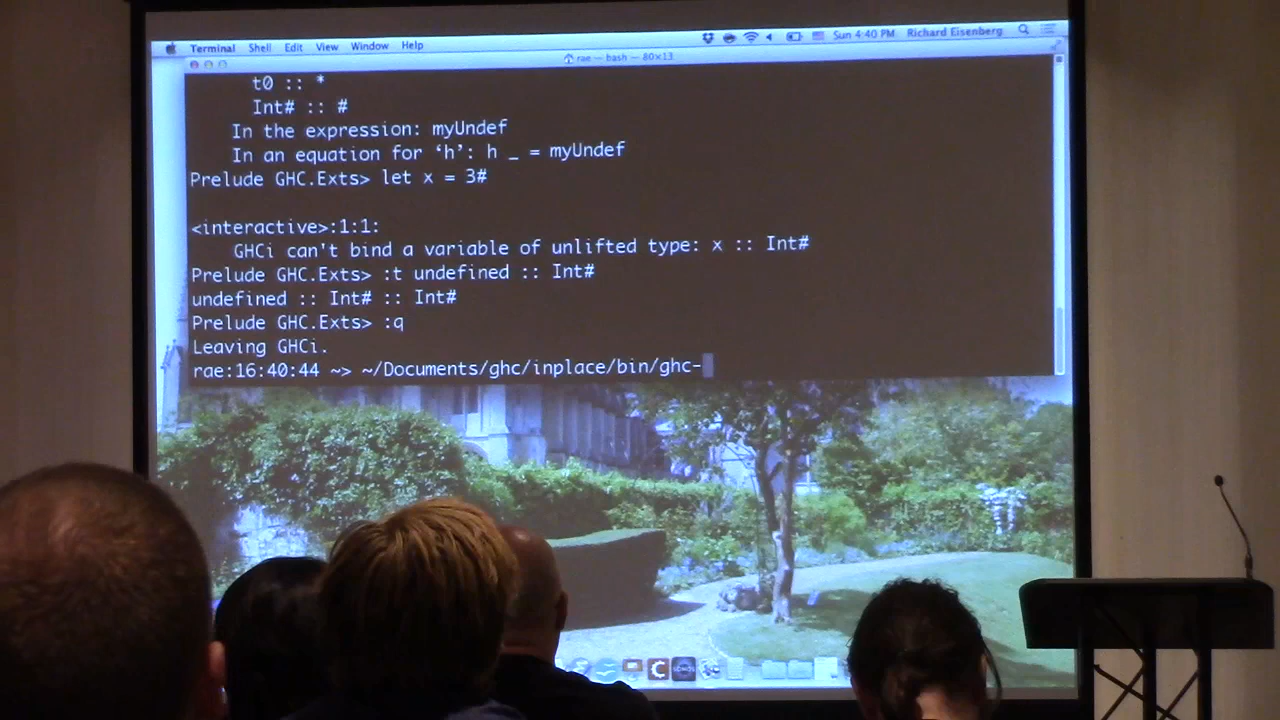 Terminal Shell Edit View Window Help Sun 4:40 PM Richard Eisenberg
rae — bash — 80×13
t0 :: *
Int# :: #
In the expression: myUndef
In an equation for ‘h’: h _ = myUndef
Prelude GHC.Exts> let x = 3#
<interactive>:1:1:
GHCi can't bind a variable of unlifted type: x :: Int#
Prelude GHC.Exts> :t undefined :: Int#
undefined :: Int# :: Int#
Prelude GHC.Exts> :q
Leaving GHCi.
rae:16:40:44 ~> ~/Documents/ghc/inplace/bin/ghc-
SONOS